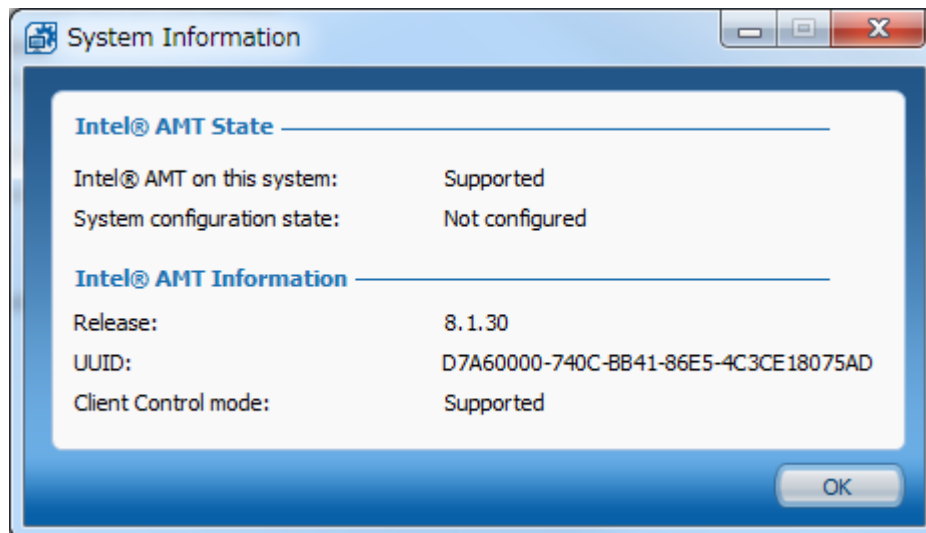 System Information
Intel® AMT State
Intel® AMT on this system: Supported
System configuration state: Not configured
Intel® AMT Information
Release: 8.1.30
UUID: D7A60000-740C-BB41-86E5-4C3CE18075AD
Client Control mode: Supported
OK